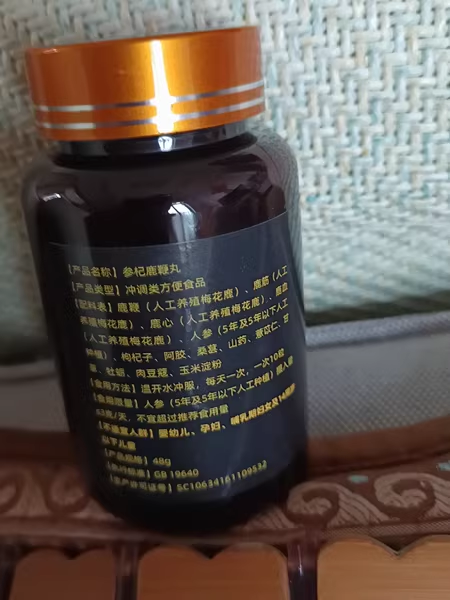 【产品名称】参杞鹿鞭丸
【产品类型】冲调类方便食品
【配料表】鹿鞭（人工养殖梅花鹿）、鹿筋（人工
养殖梅花鹿）、鹿心（人工养殖梅花鹿）、鹿血
（人工养殖梅花鹿）、人参（5年及5年以下人工
种植）、枸杞子、阿胶、桑葚、山药、薏苡仁、甘
、牡蛎、肉豆蔻、玉米淀粉
【食用方法】温开水冲服，每天一次，一次10粒
【食用限量】人参（5年及5年以下人工种植）摄入量
≤3克/天，不宜超过推荐食用量
【不适宜人群】婴幼儿、孕妇、哺乳期妇女及14周岁
以下儿童
【产品规格】48g
【执行标准】GB 19640
【生产许可证号】SC10634161109532